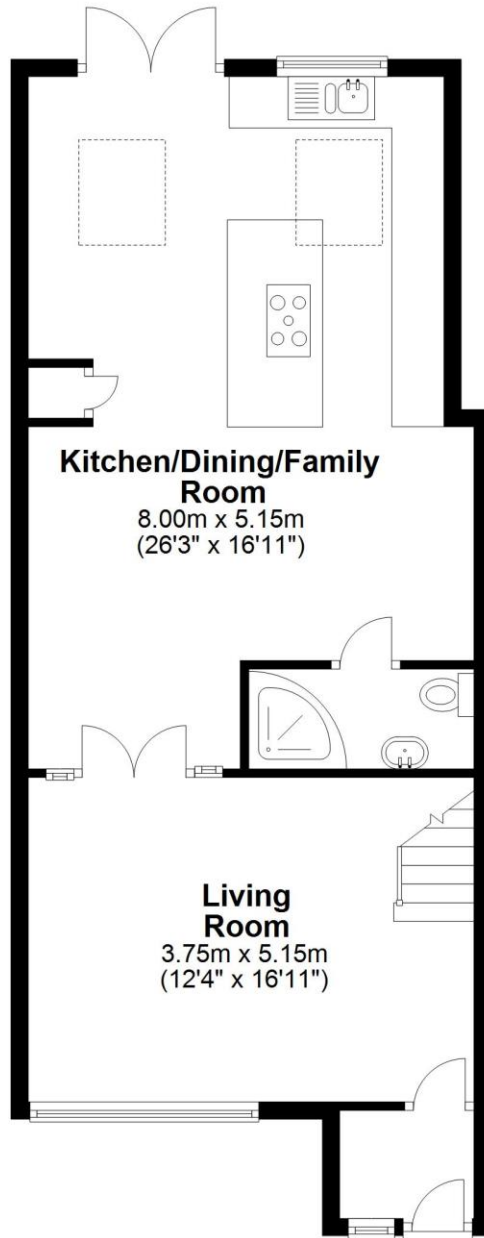 Kitchen/Dining/Family
Room
8.00m x 5.15m
(26'3" x 16'11")
Living
Room
3.75m x 5.15m
(12'4" x 16'11")